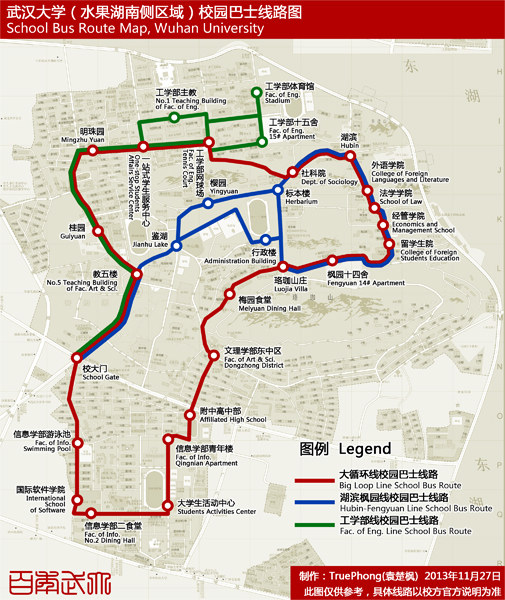 武汉大学（水果湖南侧区域）校园巴士线路图
School Bus Route Map, Wuhan University
工学部体育馆
Fac. of Eng.
Stadium
工学部主教
No.1 Teaching Building
of Fac. of Eng.
工学部十五舍
Fac. of Eng.
15# Apartment
明珠园
Mingzhu Yuan
一站式学生服务中心
One-stop Students
Affairs Service Center
工学部网球场
Fac. of Eng.
Tennis Court
湖滨
Hubin
外语学院
College of Foreign
Languages and Literature
社科院
Dept. of Sociology
法学院
School of Law
樱园
Yingyuan
标本楼
Herbarium
经管学院
Economics and
Management School
桂园
Guiyuan
鉴湖
Jianhu Lake
行政楼
Administration Building
留学生院
College of Foreign
Students Education
教五楼
No.5 Teaching Building
of Fac. Art & Sci.
珞珈山庄
Luojia Villa
枫园十四舍
Fengyuan 14# Apartment
梅园食堂
Meiyuan Dining Hall
文理学部东中区
Fac. of Art & Sci.
Dongzhong District
校大门
School Gate
附中高中部
Affiliated High School
信息学部游泳池
Fac. of Info.
Swimming Pool
信息学部青年楼
Fac. of Info.
Qingnian Apartment
国际软件学院
International
School
of Software
大学生活动中心
Students Activities Center
信息学部二食堂
Fac. of Info.
No.2 Dining Hall
东
湖
东
湖
图例 Legend
大循环线校园巴士线路
Big Loop Line School Bus Route
湖滨枫园线校园巴士线路
Hubin-Fengyuan Line School Bus Route
工学部线校园巴士线路
Fac. of Eng. Line School Bus Route
制作：TruePhong(袁楚枫) 2013年11月27日
此图仅供参考，具体线路以校方官方说明为准